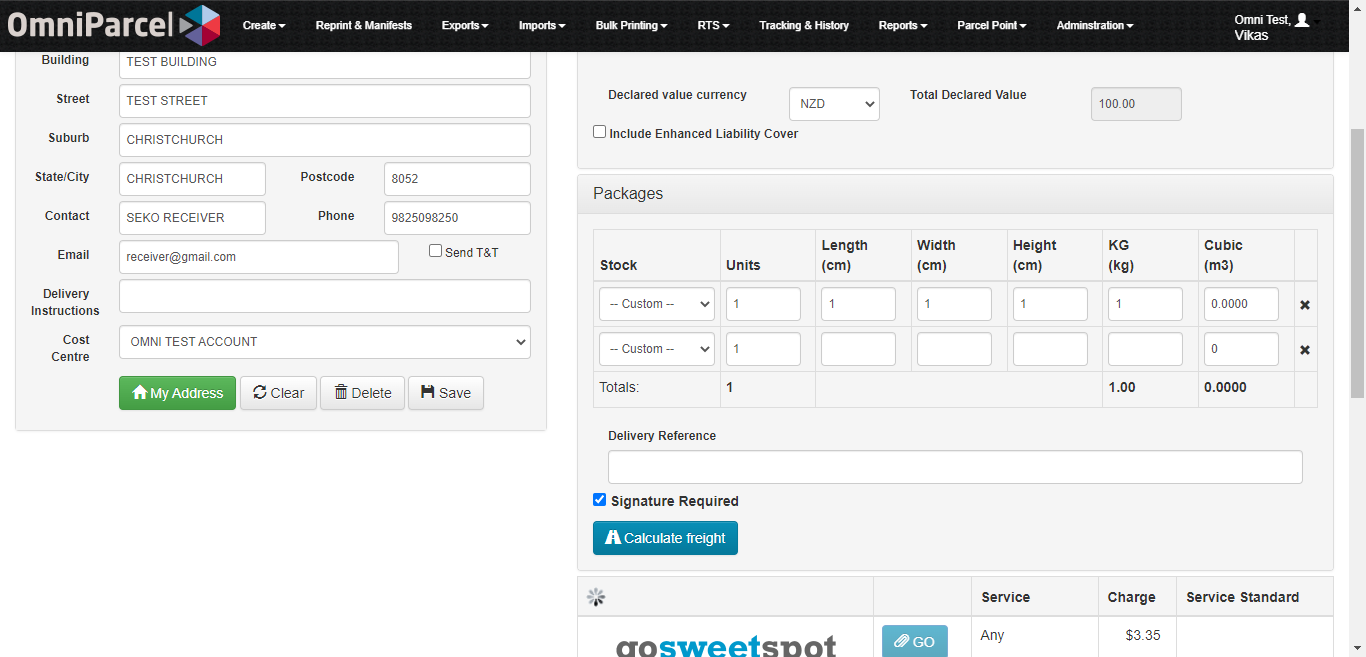 OmniParcel
Create Reprint & Manifests Exports Imports Bulk Printing RTS Tracking & History Reports Parcel Point Adminstration
Omni Test,
Vikas
Building TEST BUILDING
Street TEST STREET
Suburb CHRISTCHURCH
State/City CHRISTCHURCH Postcode 8052
Contact SEKO RECEIVER Phone 9825098250
Email receiver@gmail.com Send T&T
Delivery
Instructions
Cost
Centre
OMNI TEST ACCOUNT
My Address Clear Delete Save
Declared value currency NZD Total Declared Value 100.00
Include Enhanced Liability Cover
Packages
Stock Units Length (cm) Width (cm) Height (cm) KG (kg) Cubic (m3)
-- Custom -- 1 1 1 1 1 0.0000
-- Custom -- 1 0
Totals: 1 1.00 0.0000
Delivery Reference
Signature Required
Calculate freight
Service Charge Service Standard
gosweetspot GO Any $3.35